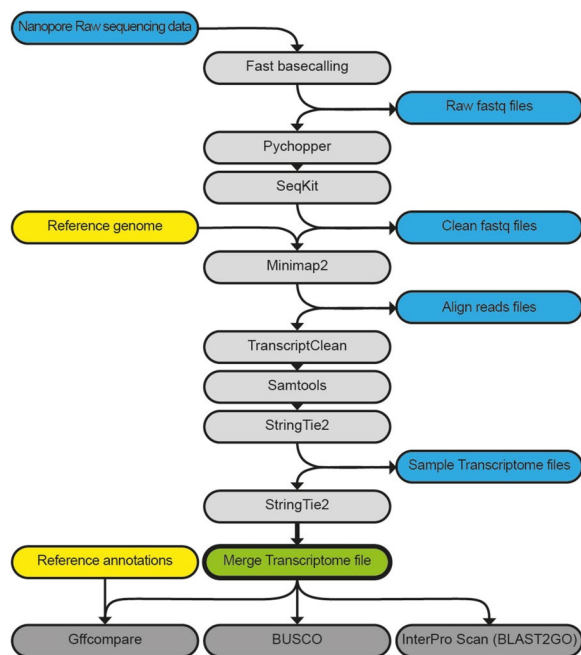 Nanopore Raw sequencing data
Fast basecalling
Raw fastq files
Pychopper
SeqKit
Reference genome
Clean fastq files
Minimap2
Align reads files
TranscriptClean
Samtools
StringTie2
Sample Transcriptome files
StringTie2
Reference annotations
Merge Transcriptome file
Gffcompare
BUSCO
InterPro Scan (BLAST2GO)